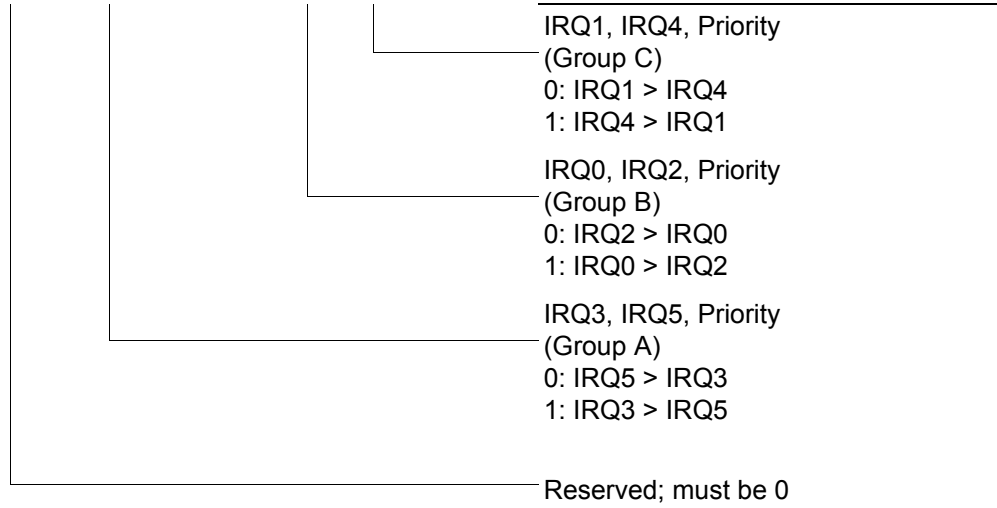 IRQ1, IRQ4, Priority
(Group C)
0: IRQ1 > IRQ4
1: IRQ4 > IRQ1
IRQ0, IRQ2, Priority
(Group B)
0: IRQ2 > IRQ0
1: IRQ0 > IRQ2
IRQ3, IRQ5, Priority
(Group A)
0: IRQ5 > IRQ3
1: IRQ3 > IRQ5
Reserved; must be 0